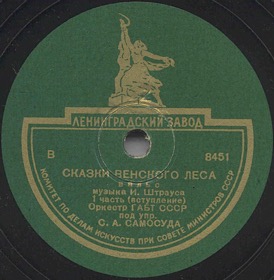 ЛЕНИНГРАДСКИЙ ЗАВОД
В 8451
СКАЗКИ ВЕНСКОГО ЛЕСА
музыка И. Штрауса
1 часть (вступление)
Оркестр ГАБТ СССР
под упр.
С. А. САМОСУДА
КОМИТЕТ ПО ДЕЛАМ ИСКУССТВ ПРИ СОВЕТЕ МИНИСТРОВ СССР